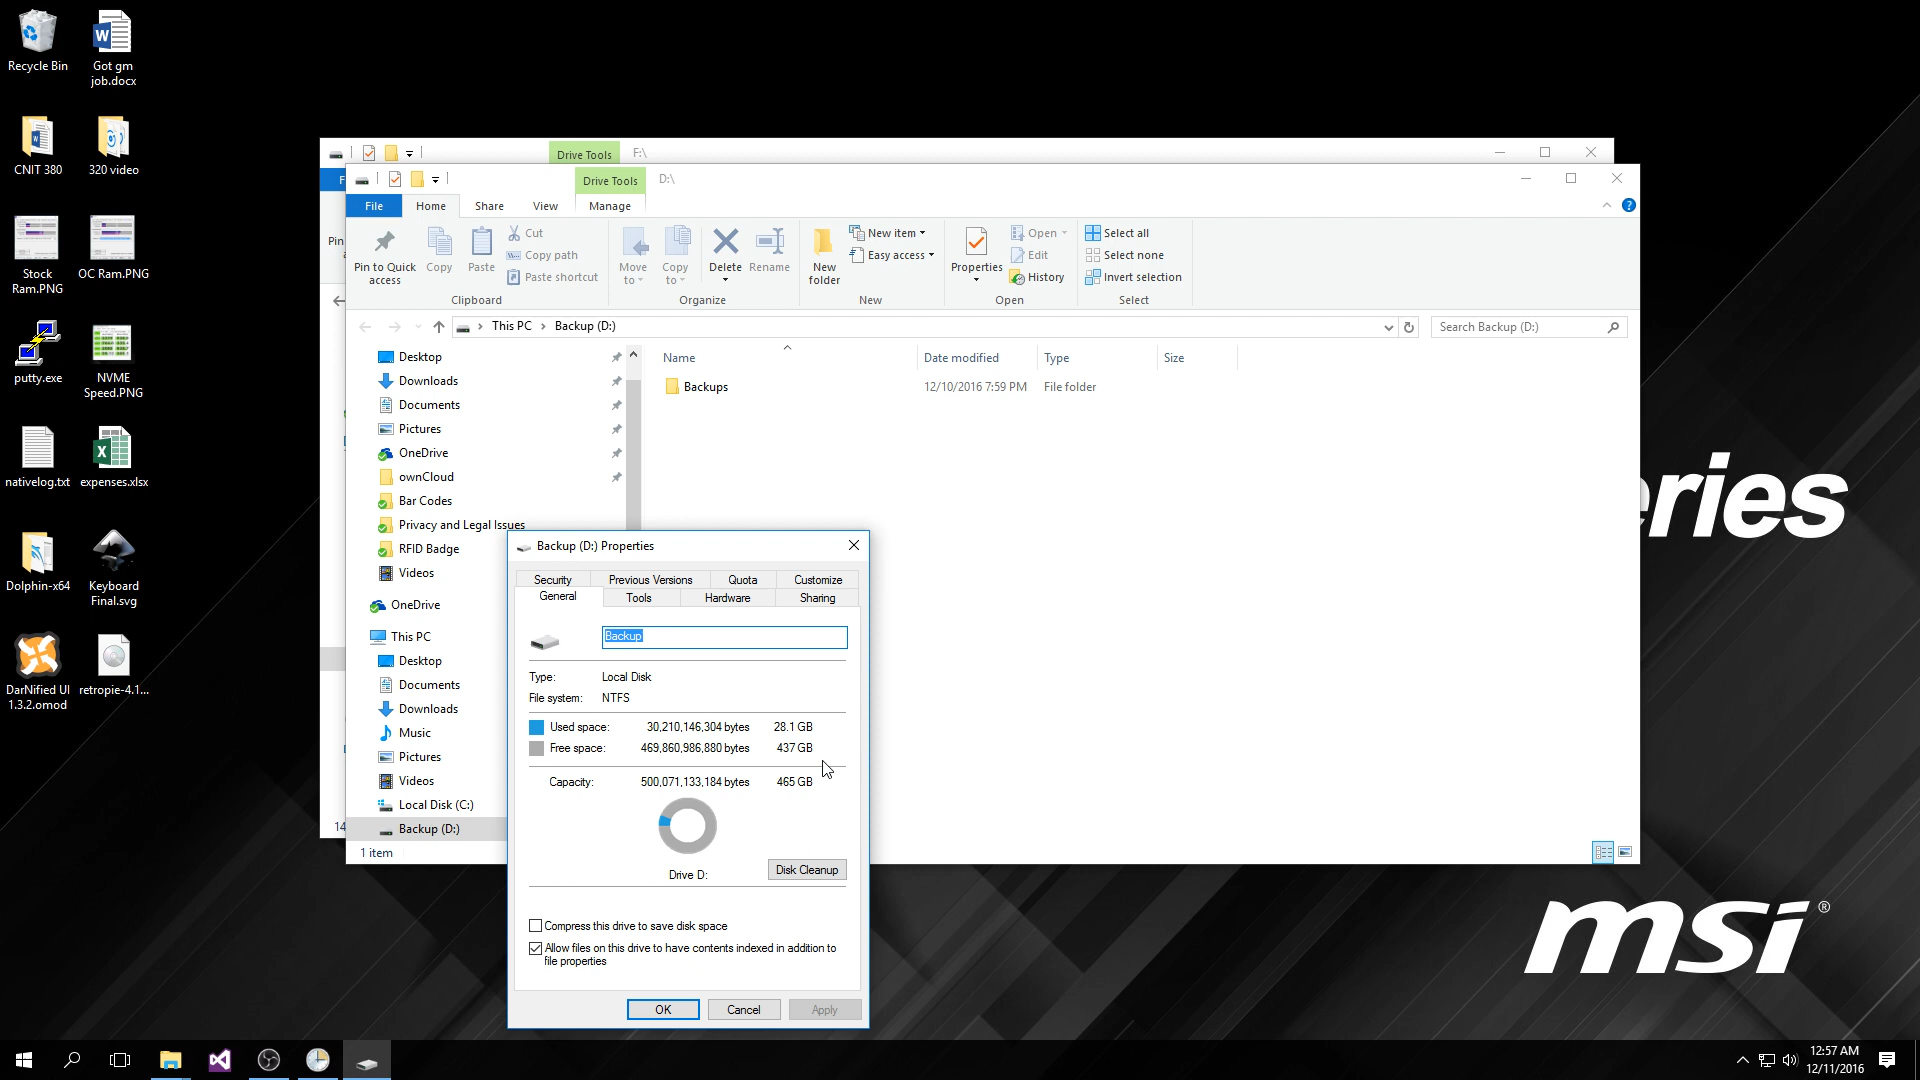 Recycle Bin
Got gm
job.docx
CNIT 380
320 video
Stock
Ram.PNG
OC Ram.PNG
putty.exe
NVME
Speed.PNG
nativelog.txt
expenses.xlsx
Dolphin-x64
Keyboard
Final.svg
DarNified UI
1.3.2.omod
retropie-4.1...
Drive Tools
F:\
F
Pin
14
Drive Tools
D:\
File
Home
Share
View
Manage
Pin to Quick
access
Copy
Paste
Cut
Copy path
Paste shortcut
Clipboard
Move
to
Copy
to
Delete
Rename
Organize
New
folder
New item
Easy access
New
Properties
Open
Edit
History
Open
Select all
Select none
Invert selection
Select
This PC > Backup (D:)
Search Backup (D:)
Name
Date modified
Type
Size
Backups
12/10/2016 7:59 PM
File folder
Desktop
Downloads
Documents
Pictures
OneDrive
ownCloud
Bar Codes
Privacy and Legal Issues
RFID Badge
Videos
OneDrive
This PC
Desktop
Documents
Downloads
Music
Pictures
Videos
Local Disk (C:)
Backup (D:)
1 item
Backup (D:) Properties
Security
Previous Versions
Quota
Customize
General
Tools
Hardware
Sharing
Backup
Type: Local Disk
File system: NTFS
Used space: 30,210,146,304 bytes 28.1 GB
Free space: 469,860,986,880 bytes 437 GB
Capacity: 500,071,133,184 bytes 465 GB
Drive D:
Disk Cleanup
Compress this drive to save disk space
Allow files on this drive to have contents indexed in addition to
file properties
OK
Cancel
Apply
eries
msi®
12:57 AM
12/11/2016